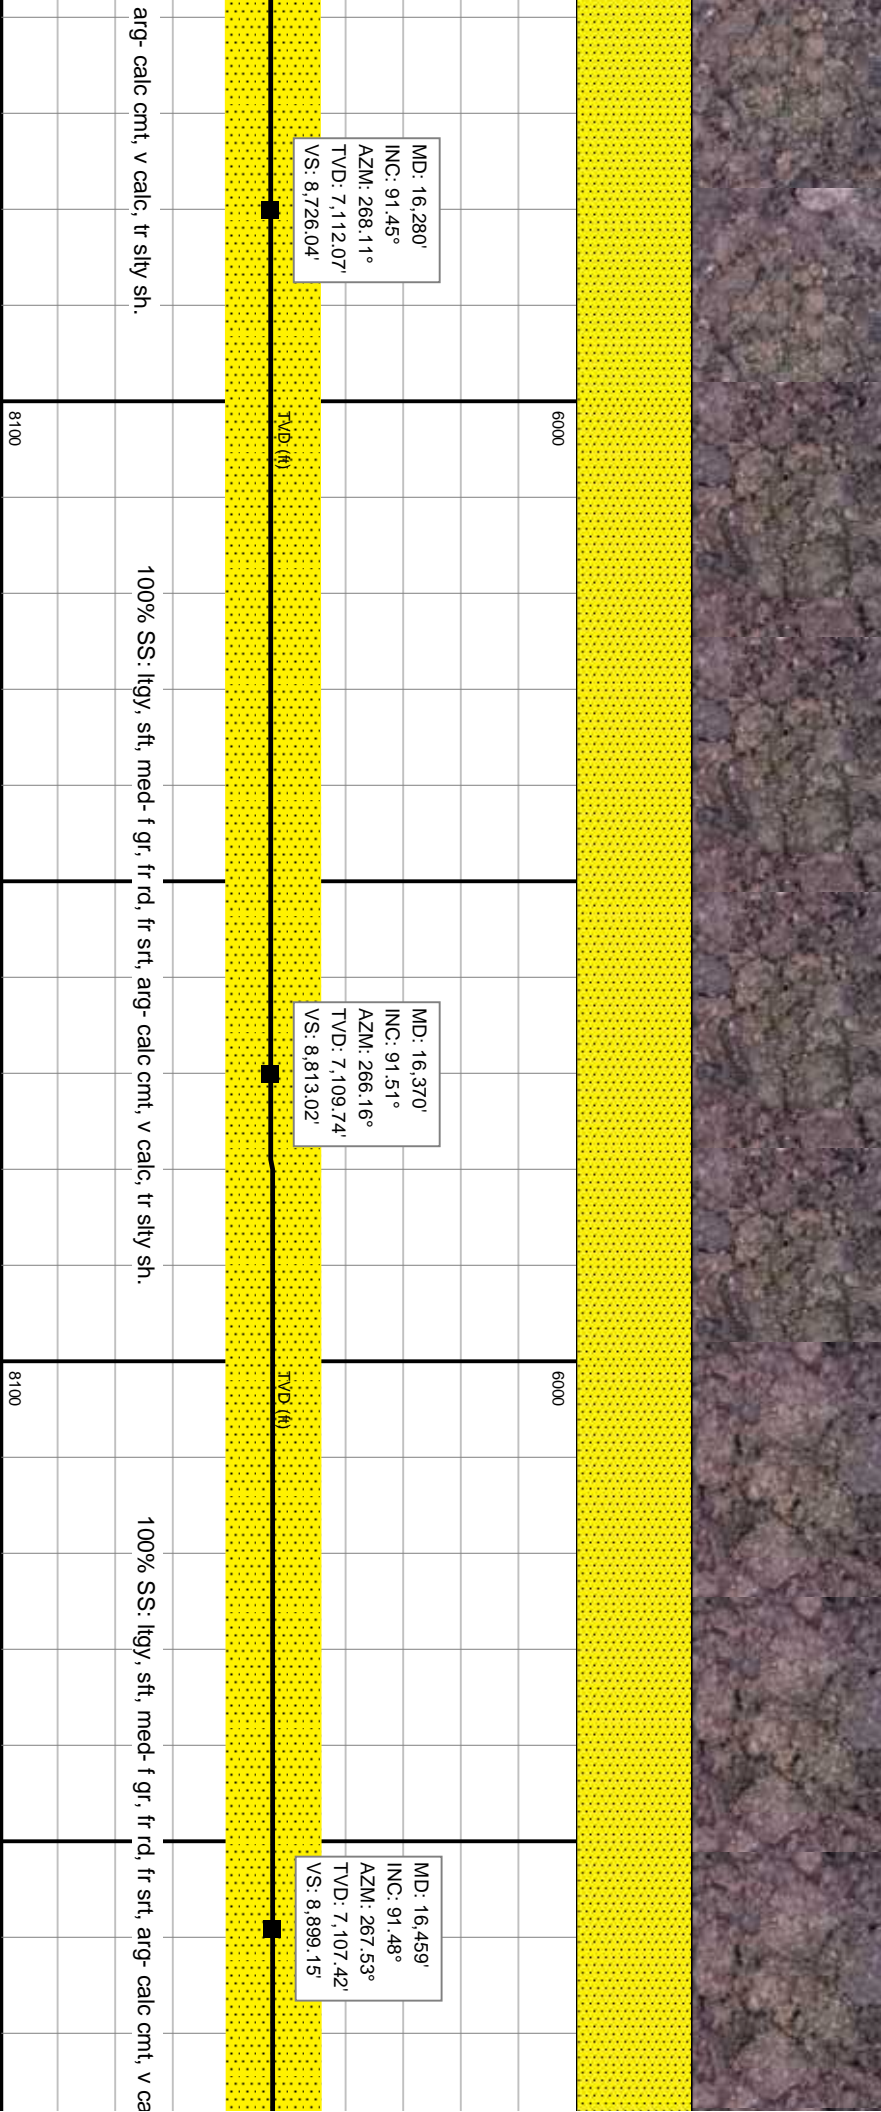 arg- calc cmt, v calc, tr slty sh.
MD: 16,280'
INC: 91.45°
AZM: 268.11°
TVD: 7,112.07'
VS: 8,726.04'
6000
TVD (ft)
8100
100% SS: ltgy, sft, med- f gr, fr rd, fr srt, arg- calc cmt, v calc, tr slty sh.
MD: 16,370'
INC: 91.51°
AZM: 266.16°
TVD: 7,109.74'
VS: 8,813.02'
6000
TVD (ft)
8100
100% SS: ltgy, sft, med- f gr, fr rd, fr srt, arg- calc cmt, v ca
MD: 16,459'
INC: 91.48°
AZM: 267.53°
TVD: 7,107.42'
VS: 8,899.15'